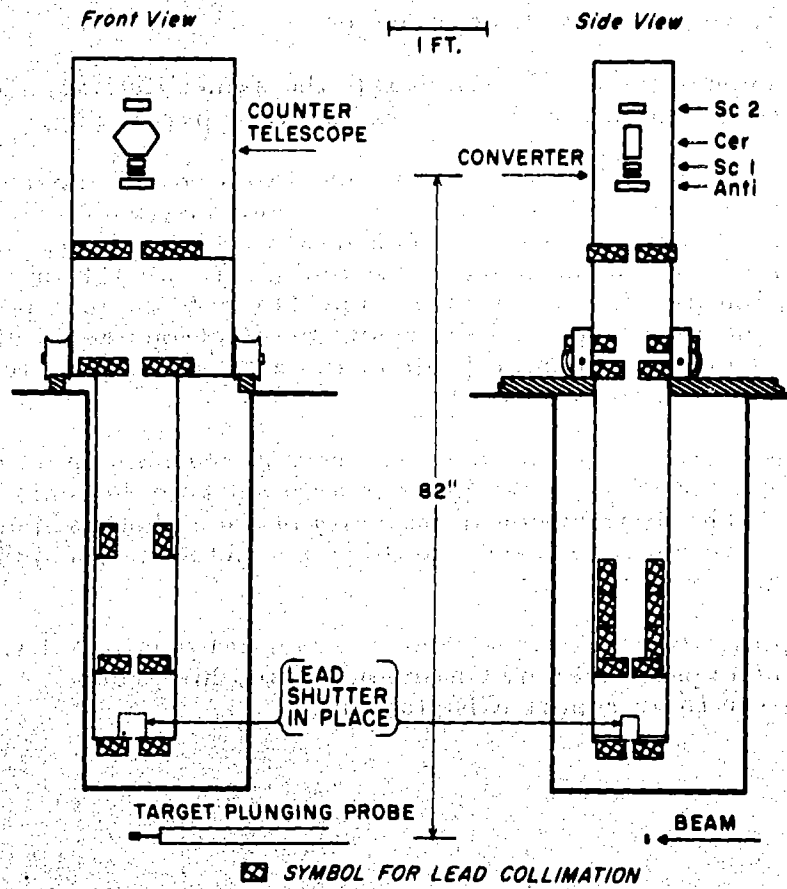 Front View
1 FT.
Side View
COUNTER
TELESCOPE
CONVERTER
Sc 2
Cer
Sc 1
Anti
82"
LEAD
SHUTTER
IN PLACE
TARGET PLUNGING PROBE
BEAM
SYMBOL FOR LEAD COLLIMATION